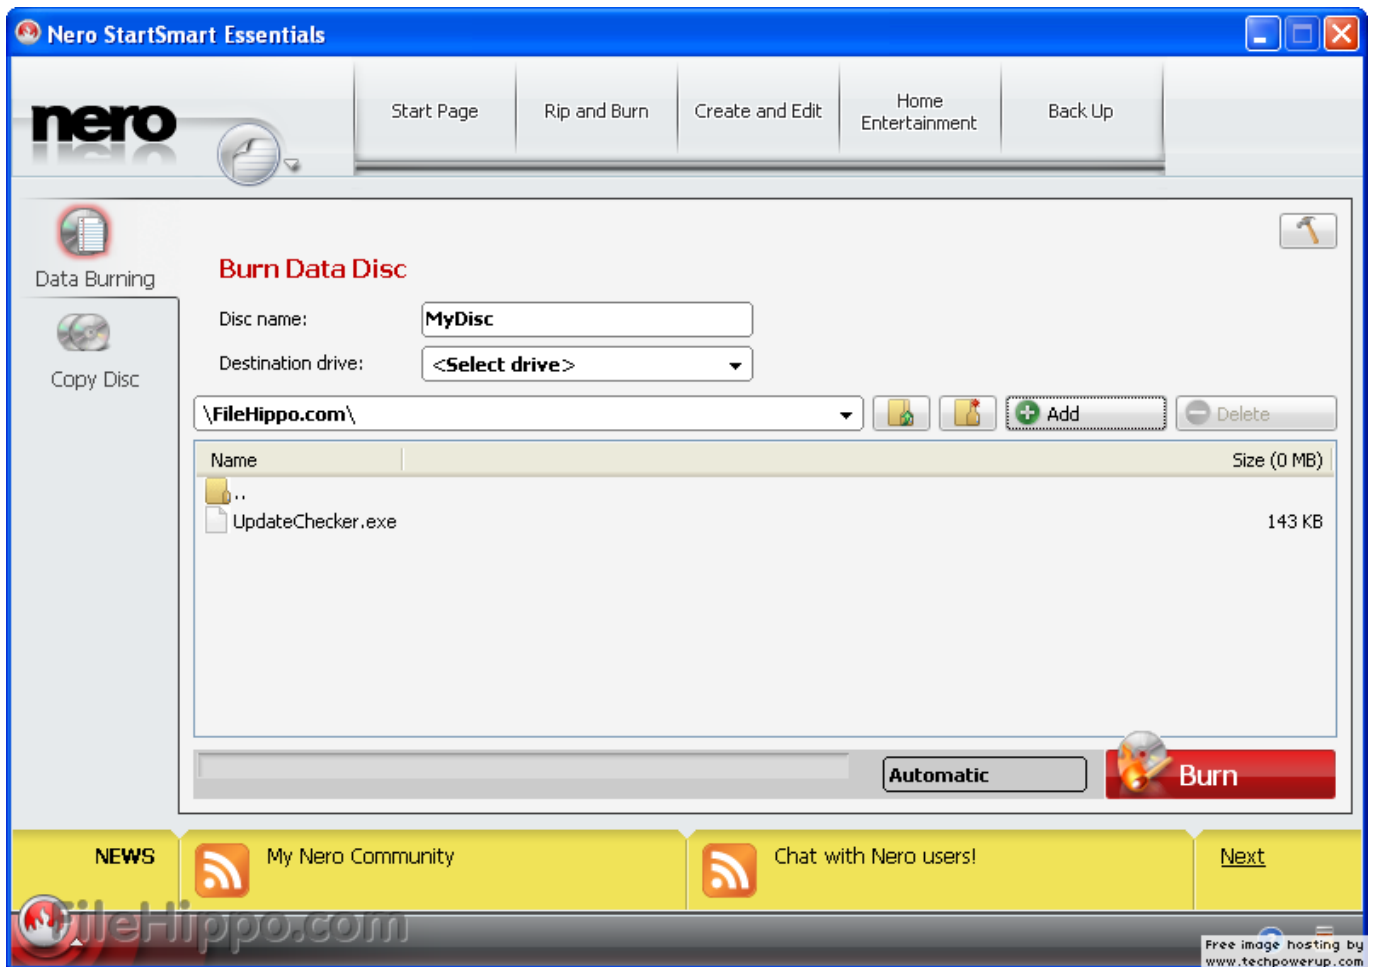 Nero StartSmart Essentials
nero
Start Page
Rip and Burn
Create and Edit
Home
Entertainment
Back Up
Data Burning
Copy Disc
Burn Data Disc
Disc name:
MyDisc
Destination drive:
<Select drive>
\FileHippo.com\
Add
Delete
Name
Size (0 MB)
..
UpdateChecker.exe
143 KB
Automatic
Burn
NEWS
My Nero Community
Chat with Nero users!
Next
FileHippo.com
Free image hosting by
www.techpowerup.com